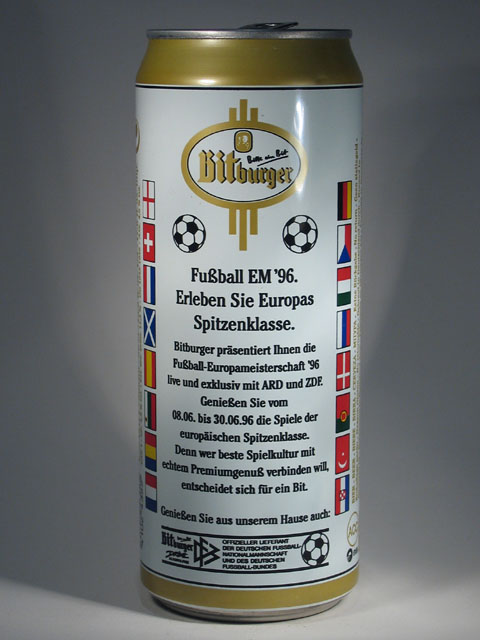 Bitte ein Bit
Bitburger
Fußball EM '96.
Erleben Sie Europas
Spitzenklasse.
Bitburger präsentiert Ihnen die
Fußball-Europameisterschaft '96
live und exklusiv mit ARD und ZDF.
Genießen Sie vom
08.06. bis 30.06.96 die Spiele der
europäischen Spitzenklasse.
Denn wer beste Spielkultur mit
echtem Premiumgenuß verbinden will,
entscheidet sich für ein Bit.
Genießen Sie aus unserem Hause auch:
Bitburger
DFB
OFFIZIELLER LIEFERANT
DER DEUTSCHEN FUSSBALL-
NATIONALMANNSCHAFT
UND DES DEUTSCHEN
FUSSBALL-BUNDES